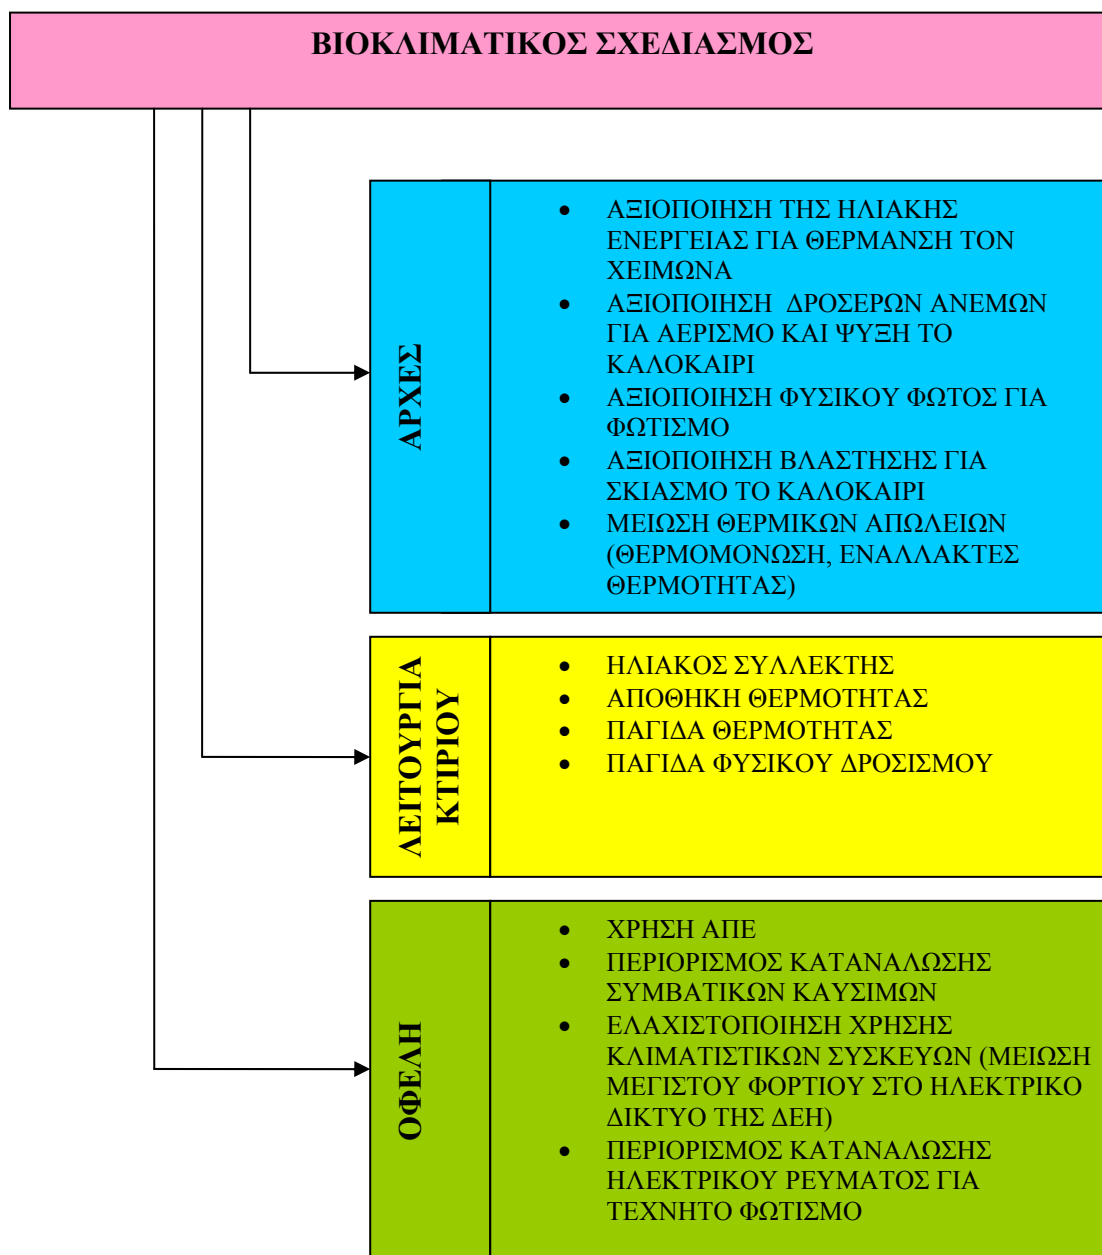 ΒΙΟΚΛΙΜΑΤΙΚΟΣ ΣΧΕΔΙΑΣΜΟΣ
ΑΡΧΕΣ
• ΑΞΙΟΠΟΙΗΣΗ ΤΗΣ ΗΛΙΑΚΗΣ
ΕΝΕΡΓΕΙΑΣ ΓΙΑ ΘΕΡΜΑΝΣΗ ΤΟΝ
ΧΕΙΜΩΝΑ
• ΑΞΙΟΠΟΙΗΣΗ ΔΡΟΣΕΡΩΝ ΑΝΕΜΩΝ
ΓΙΑ ΑΕΡΙΣΜΟ ΚΑΙ ΨΥΞΗ ΤΟ
ΚΑΛΟΚΑΙΡΙ
• ΑΞΙΟΠΟΙΗΣΗ ΦΥΣΙΚΟΥ ΦΩΤΟΣ ΓΙΑ
ΦΩΤΙΣΜΟ
• ΑΞΙΟΠΟΙΗΣΗ ΒΛΑΣΤΗΣΗΣ ΓΙΑ
ΣΚΙΑΣΜΟ ΤΟ ΚΑΛΟΚΑΙΡΙ
• ΜΕΙΩΣΗ ΘΕΡΜΙΚΩΝ ΑΠΩΛΕΙΩΝ
(ΘΕΡΜΟΜΟΝΩΣΗ, ΕΝΑΛΛΑΚΤΕΣ
ΘΕΡΜΟΤΗΤΑΣ)
ΛΕΙΤΟΥΡΓΙΑ
ΚΤΙΡΙΟΥ
• ΗΛΙΑΚΟΣ ΣΥΛΛΕΚΤΗΣ
• ΑΠΟΘΗΚΗ ΘΕΡΜΟΤΗΤΑΣ
• ΠΑΓΙΔΑ ΘΕΡΜΟΤΗΤΑΣ
• ΠΑΓΙΔΑ ΦΥΣΙΚΟΥ ΔΡΟΣΙΣΜΟΥ
ΟΦΕΛΗ
• ΧΡΗΣΗ ΑΠΕ
• ΠΕΡΙΟΡΙΣΜΟΣ ΚΑΤΑΝΑΛΩΣΗΣ
ΣΥΜΒΑΤΙΚΩΝ ΚΑΥΣΙΜΩΝ
• ΕΛΑΧΙΣΤΟΠΟΙΗΣΗ ΧΡΗΣΗΣ
ΚΛΙΜΑΤΙΣΤΙΚΩΝ ΣΥΣΚΕΥΩΝ (ΜΕΙΩΣΗ
ΜΕΓΙΣΤΟΥ ΦΟΡΤΙΟΥ ΣΤΟ ΗΛΕΚΤΡΙΚΟ
ΔΙΚΤΥΟ ΤΗΣ ΔΕΗ)
• ΠΕΡΙΟΡΙΣΜΟΣ ΚΑΤΑΝΑΛΩΣΗΣ
ΗΛΕΚΤΡΙΚΟΥ ΡΕΥΜΑΤΟΣ ΓΙΑ
ΤΕΧΝΗΤΟ ΦΩΤΙΣΜΟ